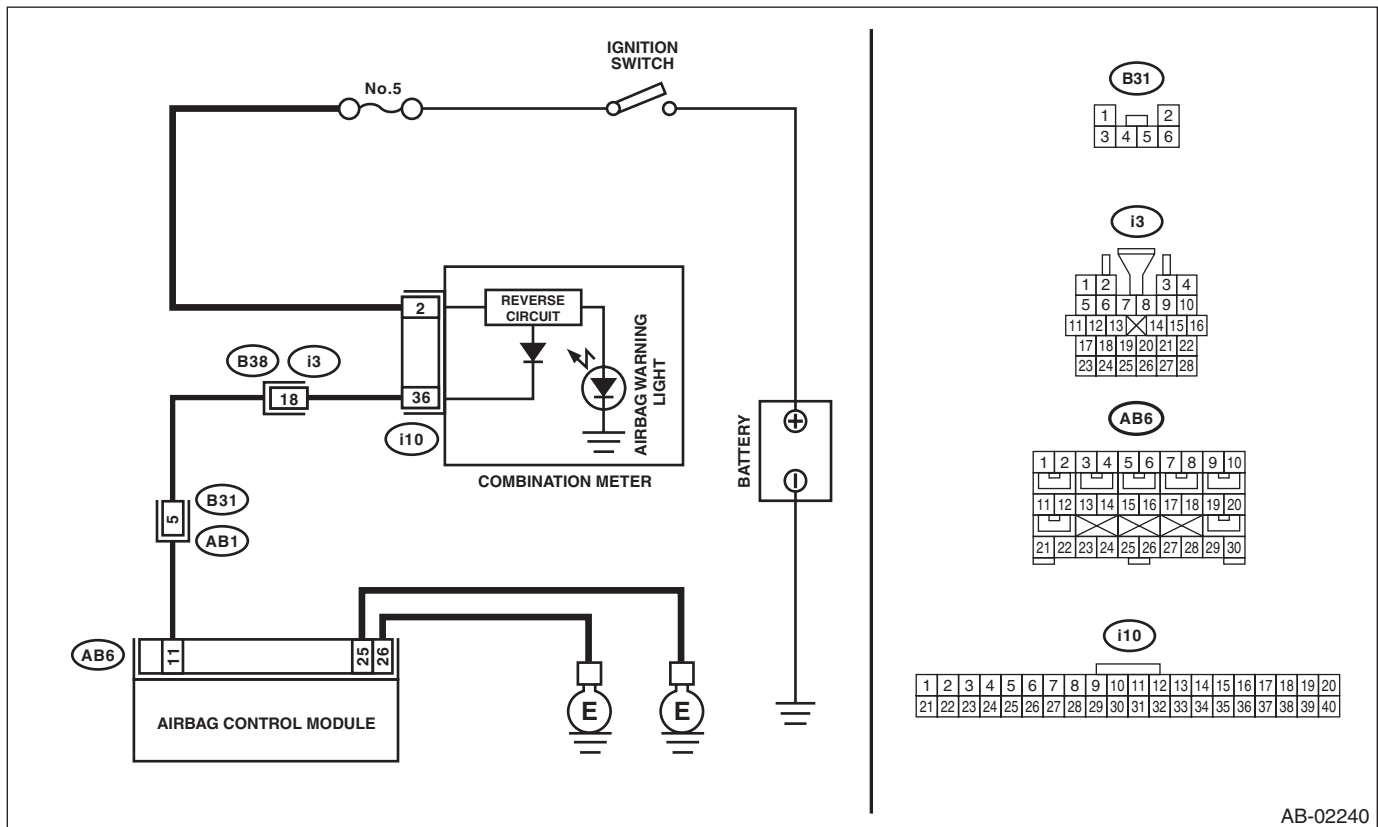 IGNITION
SWITCH
No.5
2
REVERSE
CIRCUIT
AIRBAG WARNING
LIGHT
B38 i3
18
36
i10
COMBINATION METER
BATTERY
5
B31
AB1
AB6
11
25
26
AIRBAG CONTROL MODULE
E E
B31
1 2
3 4 5 6
i3
1 2 3 4
5 6 7 8 9 10
11 12 13 14 15 16
17 18 19 20 21 22
23 24 25 26 27 28
AB6
1 2 3 4 5 6 7 8 9 10
11 12 13 14 15 16 17 18 19 20
21 22 23 24 25 26 27 28 29 30
i10
1 2 3 4 5 6 7 8 9 10 11 12 13 14 15 16 17 18 19 20
21 22 23 24 25 26 27 28 29 30 31 32 33 34 35 36 37 38 39 40
AB-02240